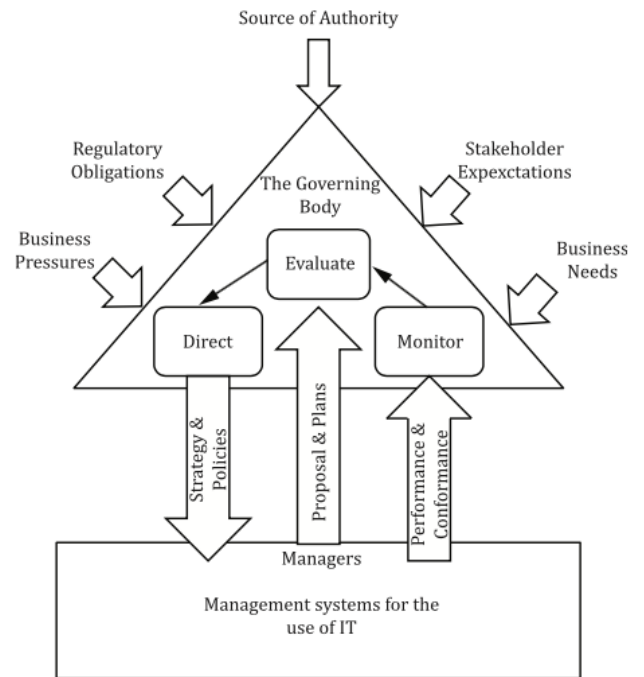 Source of Authority
Regulatory
Obligations
Stakeholder
Expexctations
The Governing
Body
Business
Pressures
Business
Needs
Evaluate
Direct
Monitor
Strategy &
Policies
Proposal & Plans
Performance &
Conformance
Managers
Management systems for the
use of IT